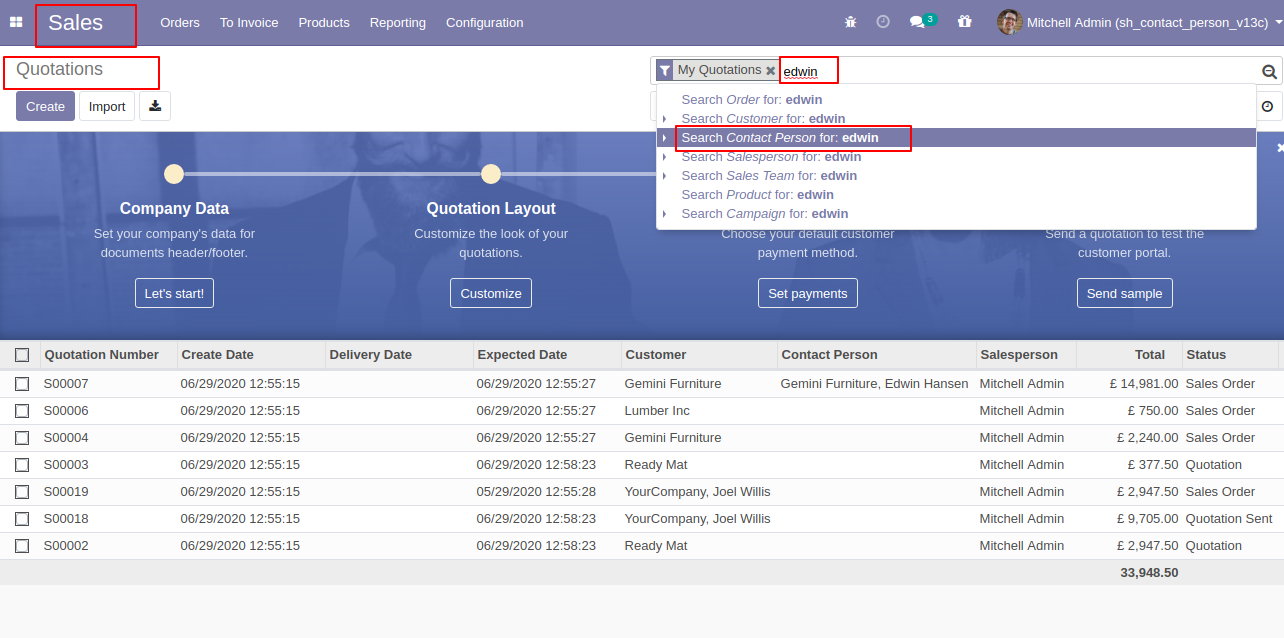 Sales Orders To Invoice Products Reporting Configuration 3 Mitchell Admin (sh_contact_person_v13c)
Quotations
My Quotations edwin
Create Import
Search Order for: edwin
Search Customer for: edwin
Search Contact Person for: edwin
Search Salesperson for: edwin
Search Sales Team for: edwin
Search Product for: edwin
Search Campaign for: edwin
Company Data
Set your company's data for
documents header/footer.
Let's start!
Quotation Layout
Customize the look of your
quotations.
Customize
Choose your default customer
payment method.
Set payments
Send a quotation to test the
customer portal.
Send sample
Quotation Number Create Date Delivery Date Expected Date Customer Contact Person Salesperson Total Status
S00007 06/29/2020 12:55:15 06/29/2020 12:55:27 Gemini Furniture Gemini Furniture, Edwin Hansen Mitchell Admin £ 14,981.00 Sales Order
S00006 06/29/2020 12:55:15 06/29/2020 12:55:27 Lumber Inc Mitchell Admin £ 750.00 Sales Order
S00004 06/29/2020 12:55:15 06/29/2020 12:55:27 Gemini Furniture Mitchell Admin £ 2,240.00 Sales Order
S00003 06/29/2020 12:55:15 06/29/2020 12:58:23 Ready Mat Mitchell Admin £ 377.50 Quotation
S00019 06/29/2020 12:55:15 05/29/2020 12:55:28 YourCompany, Joel Willis Mitchell Admin £ 2,947.50 Sales Order
S00018 06/29/2020 12:55:15 06/29/2020 12:58:23 YourCompany, Joel Willis Mitchell Admin £ 9,705.00 Quotation Sent
S00002 06/29/2020 12:55:15 06/29/2020 12:58:23 Ready Mat Mitchell Admin £ 2,947.50 Quotation
33,948.50